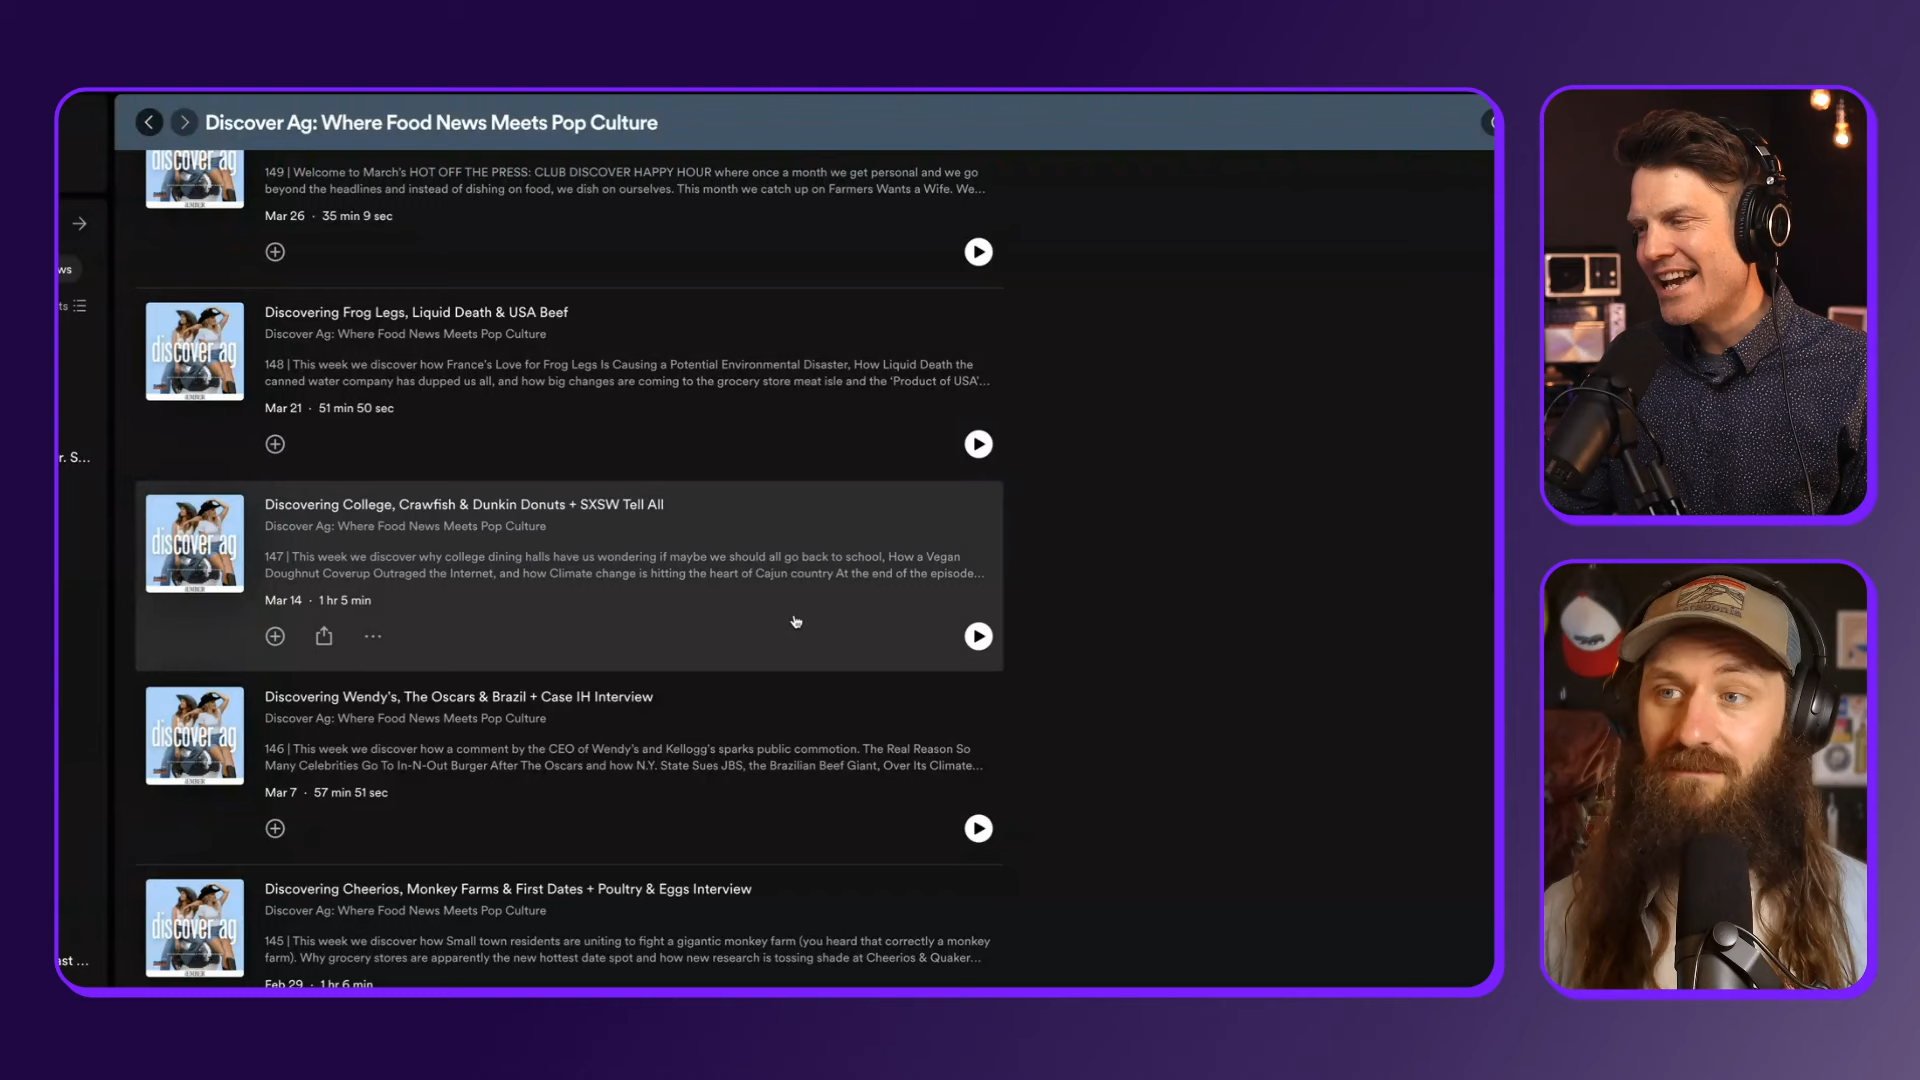 Discover Ag: Where Food News Meets Pop Culture
discover ag
149 | Welcome to March's HOT OFF THE PRESS: CLUB DISCOVER HAPPY HOUR where once a month we get personal and we go
beyond the headlines and instead of dishing on food, we dish on ourselves. This month we catch up on Farmers Wants a Wife. We...
Mar 26 · 35 min 9 sec
ws
ts
r. S...
ast ...
discover ag
Discovering Frog Legs, Liquid Death & USA Beef
Discover Ag: Where Food News Meets Pop Culture
148 | This week we discover how France's Love for Frog Legs Is Causing a Potential Environmental Disaster, How Liquid Death the
canned water company has dupped us all, and how big changes are coming to the grocery store meat isle and the 'Product of USA'...
Mar 21 · 51 min 50 sec
discover ag
Discovering College, Crawfish & Dunkin Donuts + SXSW Tell All
Discover Ag: Where Food News Meets Pop Culture
147 | This week we discover why college dining halls have us wondering if maybe we should all go back to school, How a Vegan
Doughnut Coverup Outraged the Internet, and how Climate change is hitting the heart of Cajun country At the end of the episode...
Mar 14 · 1 hr 5 min
discover ag
Discovering Wendy's, The Oscars & Brazil + Case IH Interview
Discover Ag: Where Food News Meets Pop Culture
146 | This week we discover how a comment by the CEO of Wendy's and Kellogg's sparks public commotion. The Real Reason So
Many Celebrities Go To In-N-Out Burger After The Oscars and how N.Y. State Sues JBS, the Brazilian Beef Giant, Over Its Climate...
Mar 7 · 57 min 51 sec
discover ag
Discovering Cheerios, Monkey Farms & First Dates + Poultry & Eggs Interview
Discover Ag: Where Food News Meets Pop Culture
145 | This week we discover how Small town residents are uniting to fight a gigantic monkey farm (you heard that correctly a monkey
farm). Why grocery stores are apparently the new hottest date spot and how new research is tossing shade at Cheerios & Quaker...
Feb 29 · 1 hr 6 min